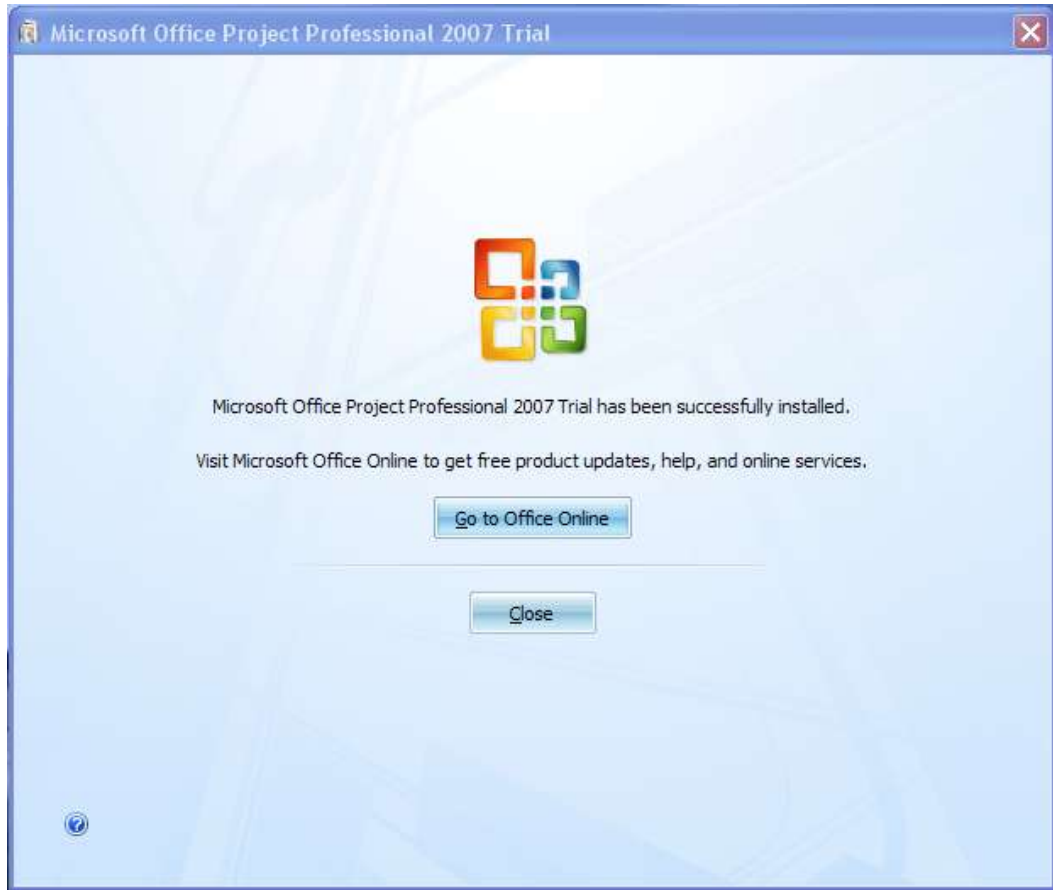 Microsoft Office Project Professional 2007 Trial
Microsoft Office Project Professional 2007 Trial has been successfully installed.
Visit Microsoft Office Online to get free product updates, help, and online services.
Go to Office Online
Close